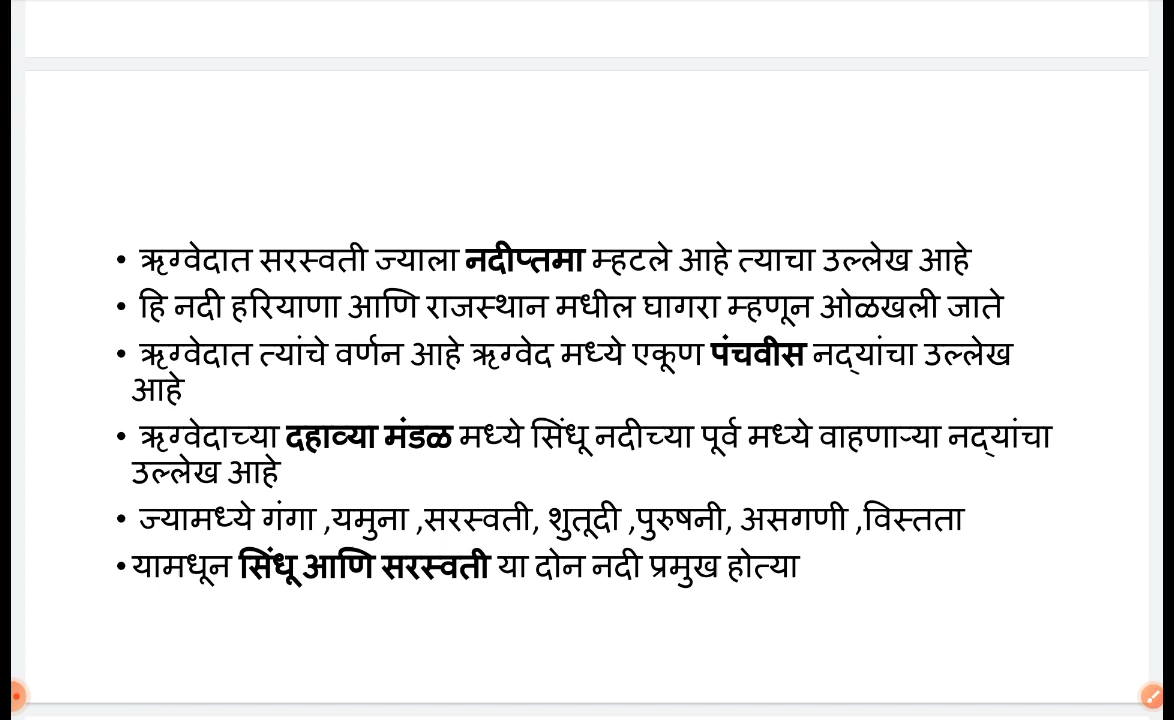 • ऋग्वेदात सरस्वती ज्याला नदीप्तमा म्हटले आहे त्याचा उल्लेख आहे
• हि नदी हरियाणा आणि राजस्थान मधील घागरा म्हणून ओळखली जाते
• ऋग्वेदात त्यांचे वर्णन आहे ऋग्वेद मध्ये एकूण पंचवीस नद्यांचा उल्लेख
आहे
• ऋग्वेदाच्या दहाव्या मंडळ मध्ये सिंधू नदीच्या पूर्व मध्ये वाहणाऱ्या नद्यांचा
उल्लेख आहे
• ज्यामध्ये गंगा ,यमुना ,सरस्वती, शुतूदी ,पुरुषनी, असगणी ,विस्तता
• यामधून सिंधू आणि सरस्वती या दोन नदी प्रमुख होत्या